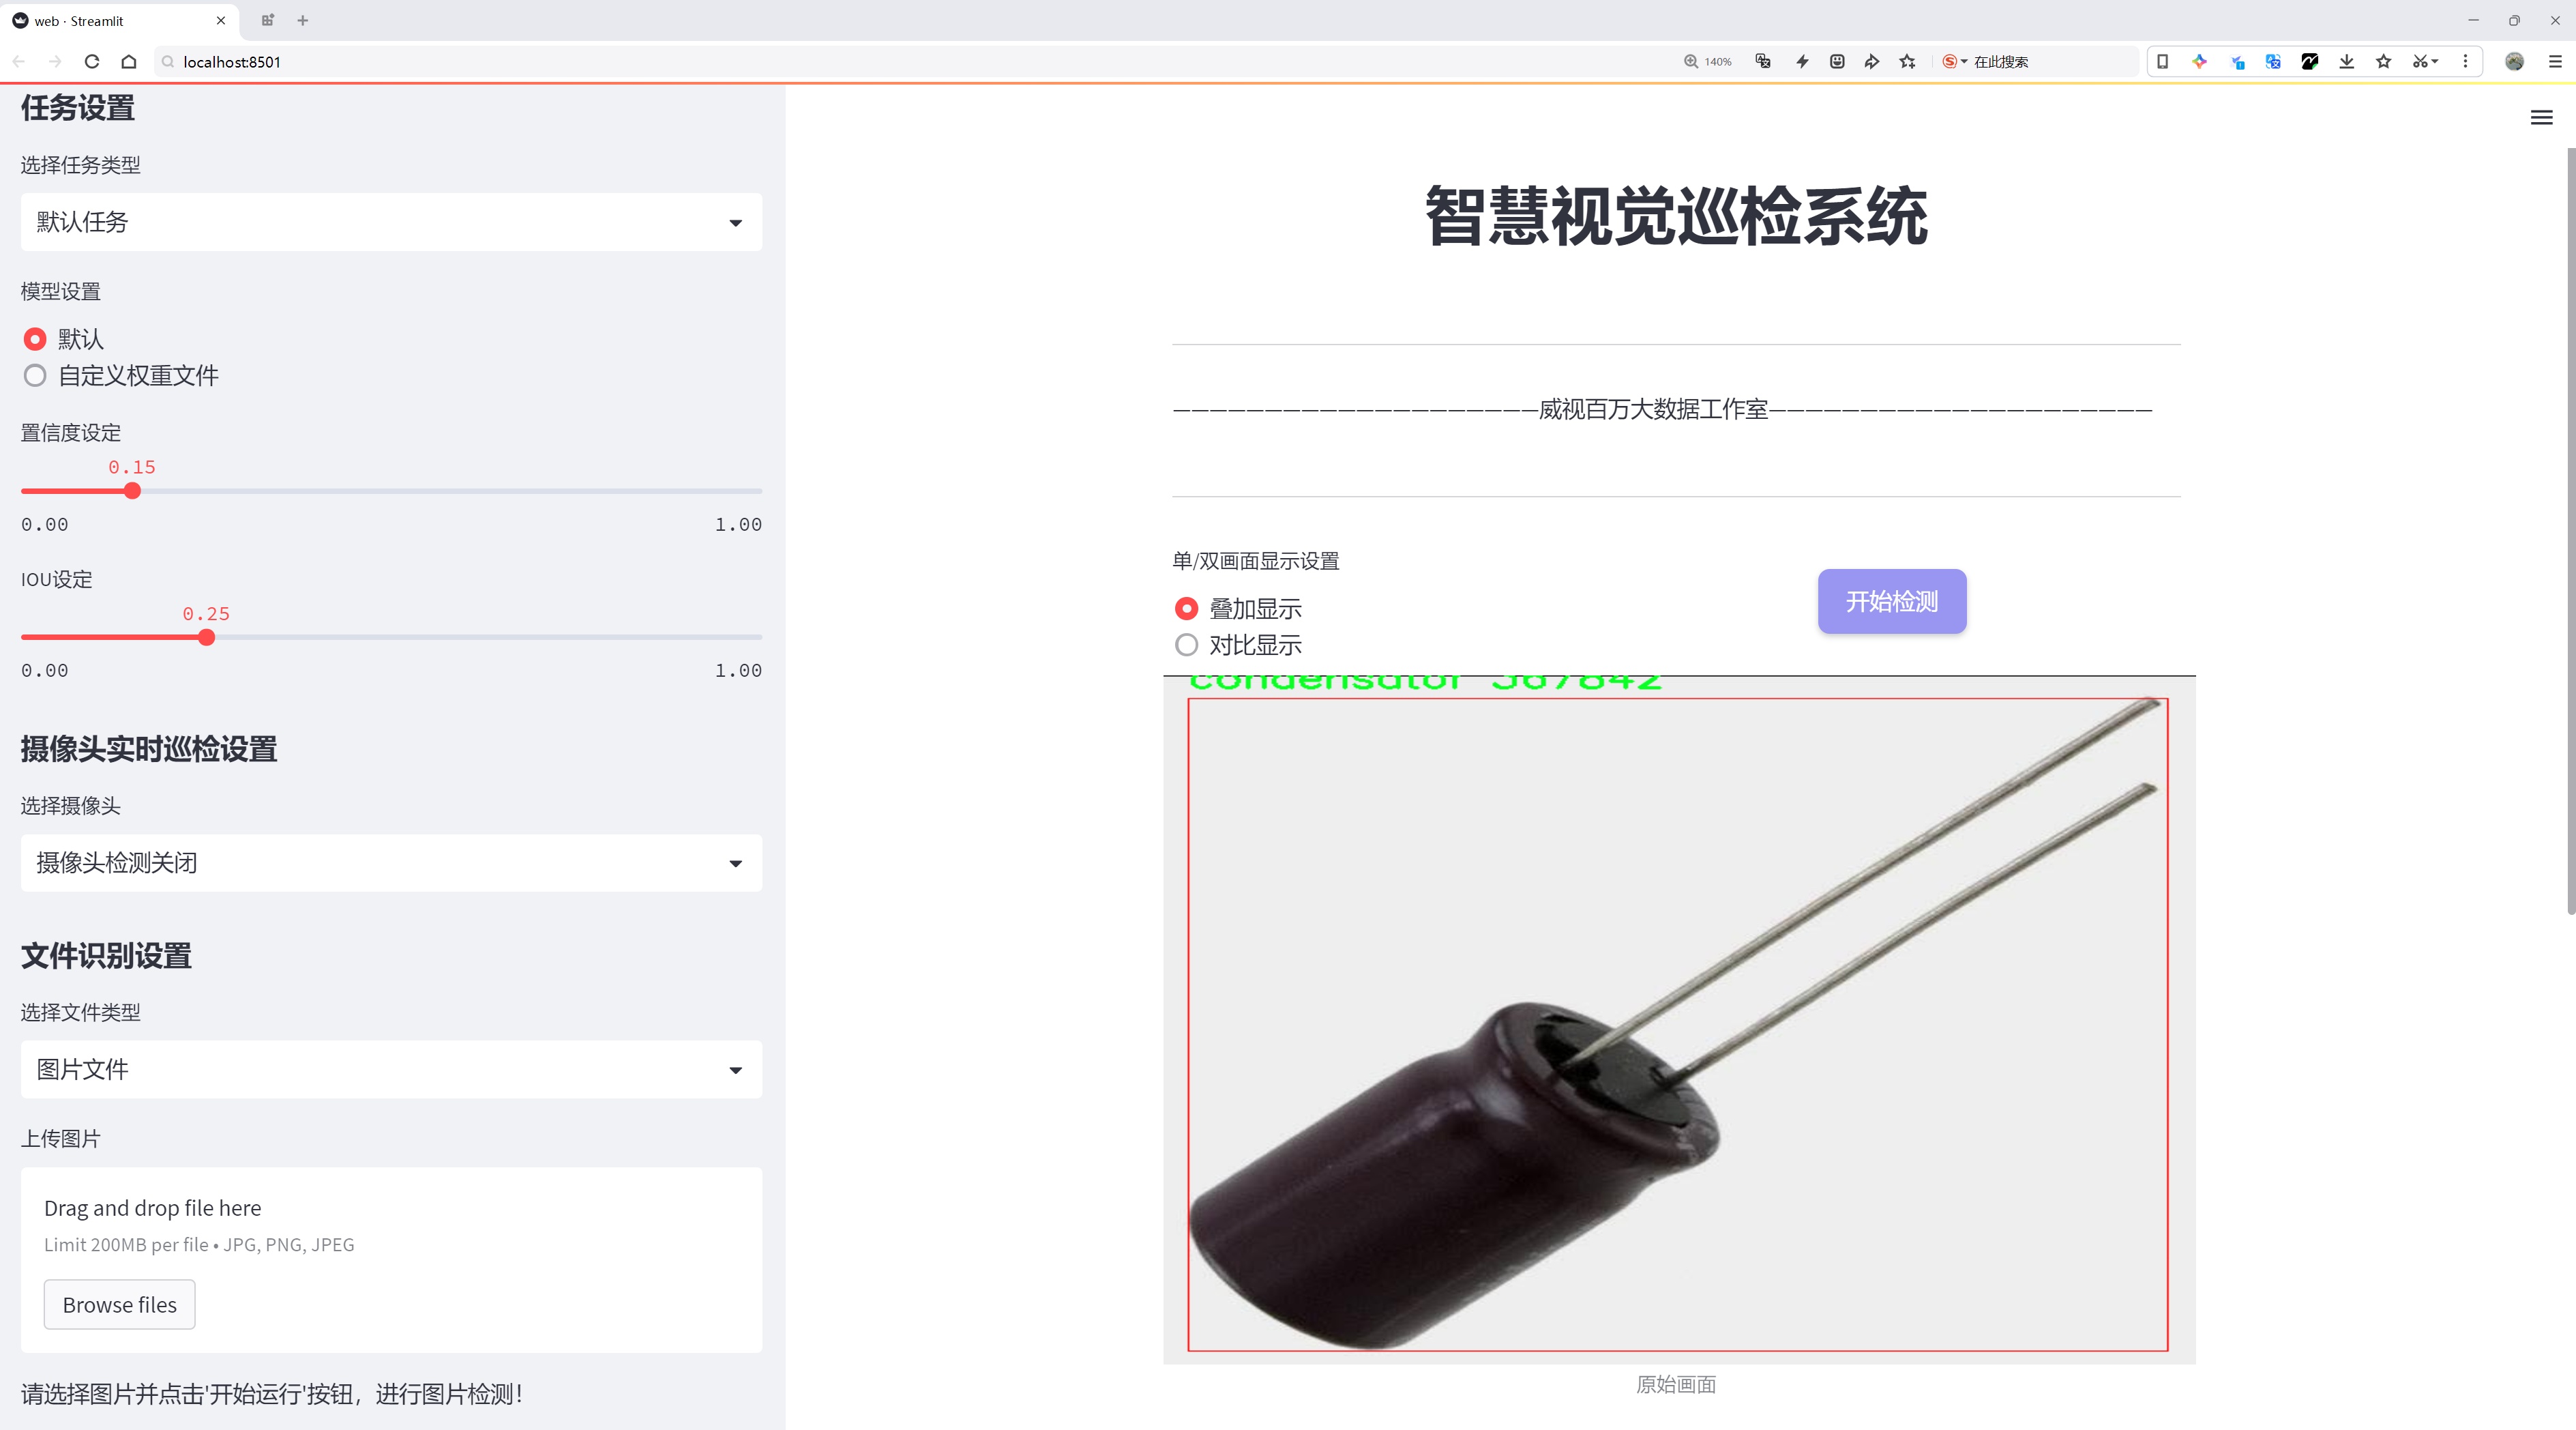 web · Streamlit
localhost:8501
140%
在此搜索
任务设置
选择任务类型
默认任务
模型设置
默认
自定义权重文件
置信度设定
0.15
0.00 1.00
IOU设定
0.25
0.00 1.00
摄像头实时巡检设置
选择摄像头
摄像头检测关闭
文件识别设置
选择文件类型
图片文件
上传图片
Drag and drop file here
Limit 200MB per file • JPG, PNG, JPEG
Browse files
请选择图片并点击'开始运行'按钮，进行图片检测！
智慧视觉巡检系统
————————————————————威视百万大数据工作室—————————————————————
单/双画面显示设置
叠加显示
对比显示
开始检测
condensator 387842
原始画面